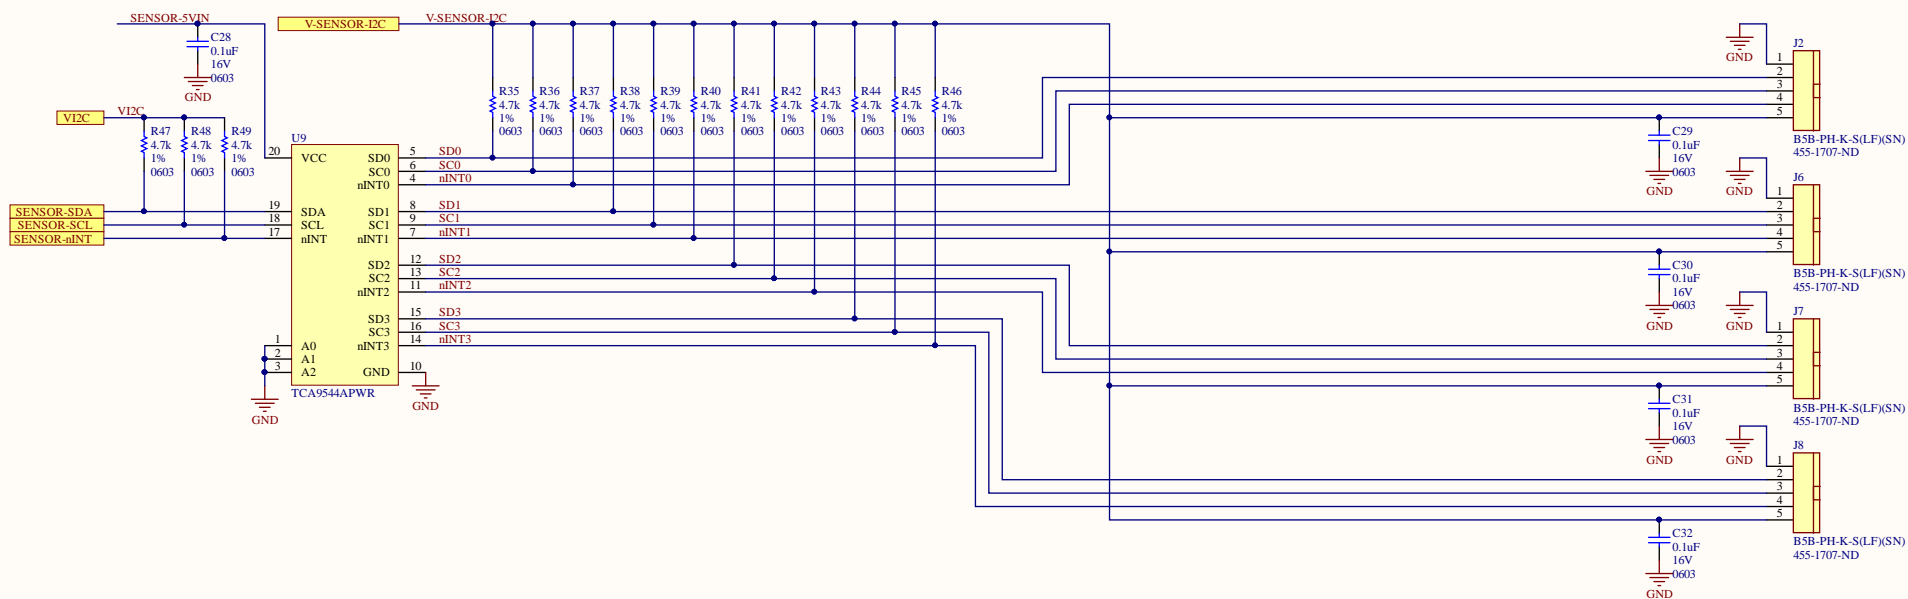 SENSOR-5VIN
C28
0.1uF
16V
0603
GND
V-SENSOR-I2C
V-SENSOR-I2C
VI2C
VI2C
R47
4.7k
1%
0603
R48
4.7k
1%
0603
R49
4.7k
1%
0603
SENSOR-SDA
SENSOR-SCL
SENSOR-nINT
R35
4.7k
1%
0603
R36
4.7k
1%
0603
R37
4.7k
1%
0603
R38
4.7k
1%
0603
R39
4.7k
1%
0603
R40
4.7k
1%
0603
R41
4.7k
1%
0603
R42
4.7k
1%
0603
R43
4.7k
1%
0603
R44
4.7k
1%
0603
R45
4.7k
1%
0603
R46
4.7k
1%
0603
U9
20 VCC SD0 5 SD0
SC0 6 SC0
nINT0 4 nINT0
19 SDA SD1 8 SD1
18 SCL SC1 9 SC1
17 nINT nINT1 7 nINT1
SD2 12 SD2
SC2 13 SC2
nINT2 11 nINT2
SD3 15 SD3
SC3 16 SC3
1 A0 nINT3 14 nINT3
2 A1
3 A2 GND 10
TCA9544APWR
GND
GND
GND
J2
1
2
3
4
5
B5B-PH-K-S(LF)(SN)
455-1707-ND
C29
0.1uF
16V
0603
GND
GND
J6
1
2
3
4
5
B5B-PH-K-S(LF)(SN)
455-1707-ND
C30
0.1uF
16V
0603
GND
GND
J7
1
2
3
4
5
B5B-PH-K-S(LF)(SN)
455-1707-ND
C31
0.1uF
16V
0603
GND
GND
J8
1
2
3
4
5
B5B-PH-K-S(LF)(SN)
455-1707-ND
C32
0.1uF
16V
0603
GND